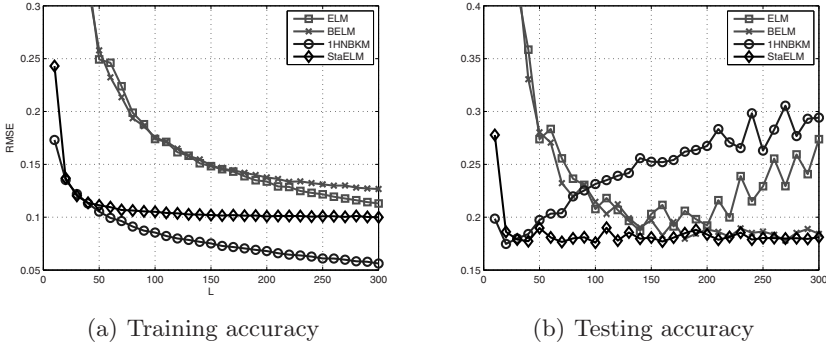 0.3
0.25
0.2
0.15
0.1
0.05
RMSE
0 50 100 150 200 250 300
L
ELM
BELM
1HNBKM
StaELM
(a) Training accuracy
0.4
0.35
0.3
0.25
0.2
0.15
0 50 100 150 200 250 300
ELM
BELM
1HNBKM
StaELM
(b) Testing accuracy